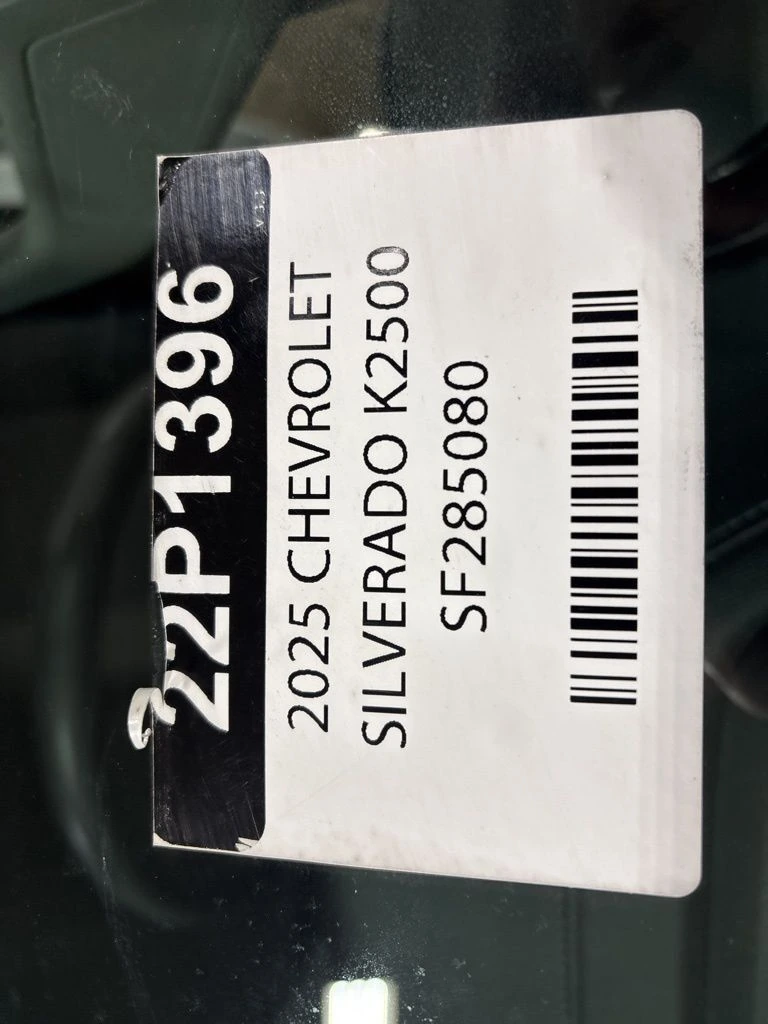 22P1396
2025 CHEVROLET
SILVERADO K2500
SF285080